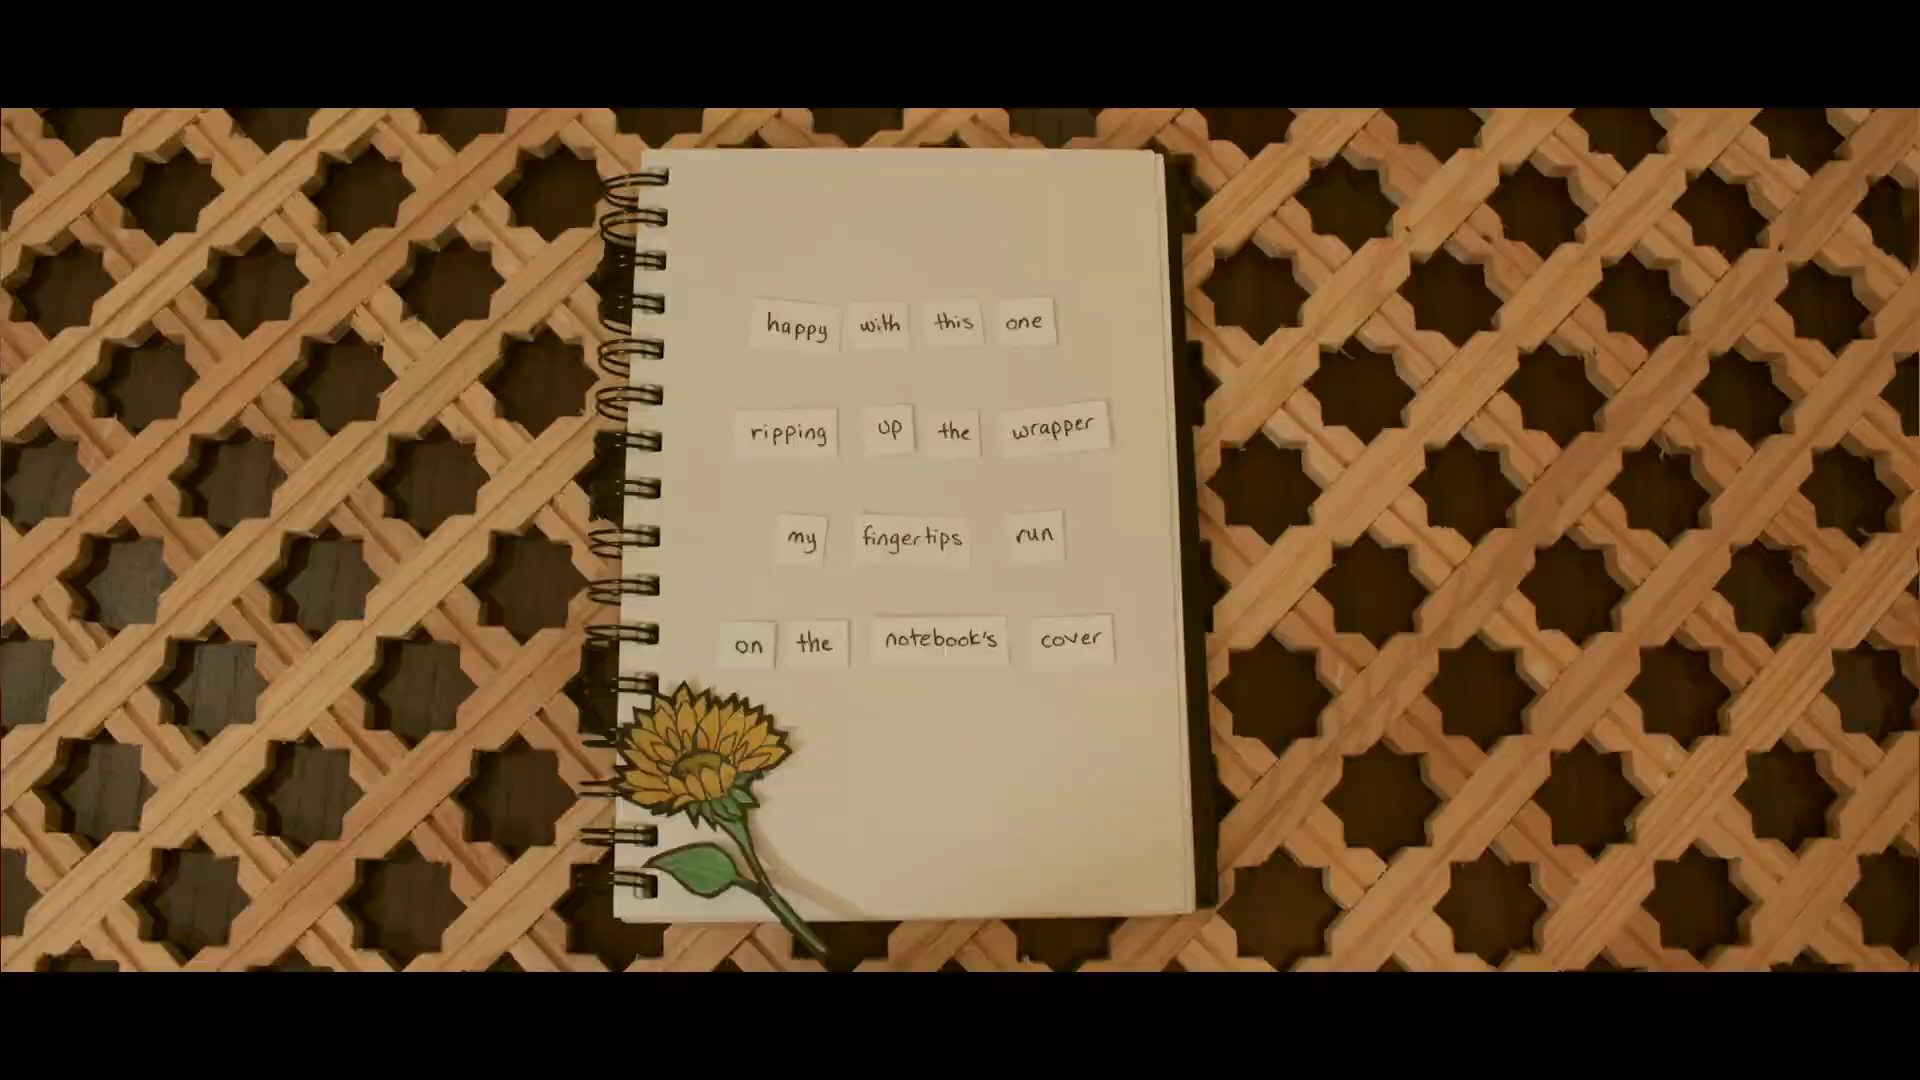 happy with this one
ripping up the wrapper
my fingertips run
on the notebook's cover